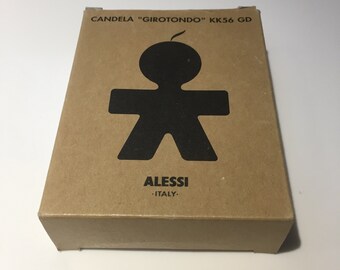 CANDELA "GIROTONDO" KK56 GD
ALESSI
-ITALY-